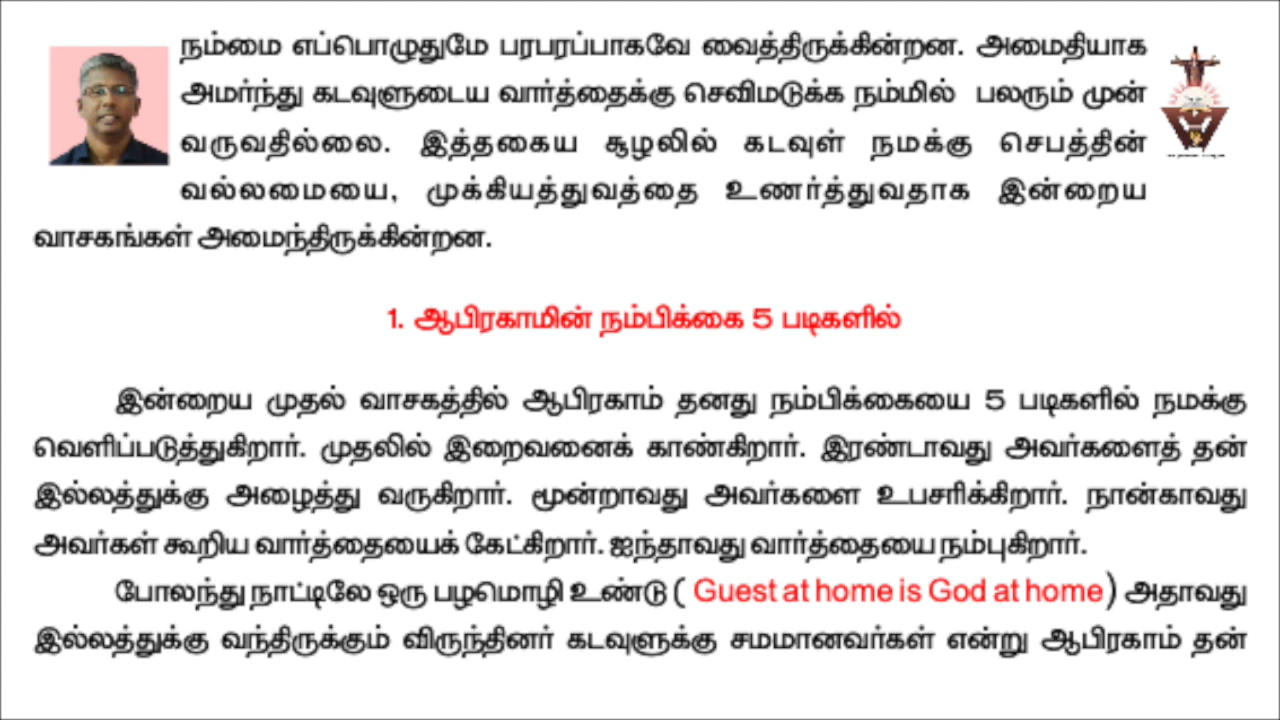 நம்மை எப்பொழுதுமே பரபரப்பாகவே வைத்திருக்கின்றன. அமைதியாக
அமர்ந்து கடவுளுடைய வார்த்தைக்கு செவிமடுக்க நம்மில் பலரும் முன்
வருவதில்லை. இத்தகைய சூழலில் கடவுள் நமக்கு செபத்தின்
வல்லமையை, முக்கியத்துவத்தை உணர்த்துவதாக இன்றைய
வாசகங்கள் அமைந்திருக்கின்றன.
1. ஆபிரகாமின் நம்பிக்கை 5 படிகளில்
இன்றைய முதல் வாசகத்தில் ஆபிரகாம் தனது நம்பிக்கையை 5 படிகளில் நமக்கு
வெளிப்படுத்துகிறார். முதலில் இறைவனைக் காண்கிறார். இரண்டாவது அவர்களைத் தன்
இல்லத்துக்கு அழைத்து வருகிறார். மூன்றாவது அவர்களை உபசரிக்கிறார். நான்காவது
அவர்கள் கூறிய வார்த்தையைக் கேட்கிறார். ஐந்தாவது வார்த்தையை நம்புகிறார்.
போலந்து நாட்டிலே ஒரு பழமொழி உண்டு ( Guest at home is God at home) அதாவது
இல்லத்துக்கு வந்திருக்கும் விருந்தினர் கடவுளுக்கு சமமானவர்கள் என்று ஆபிரகாம் தன்